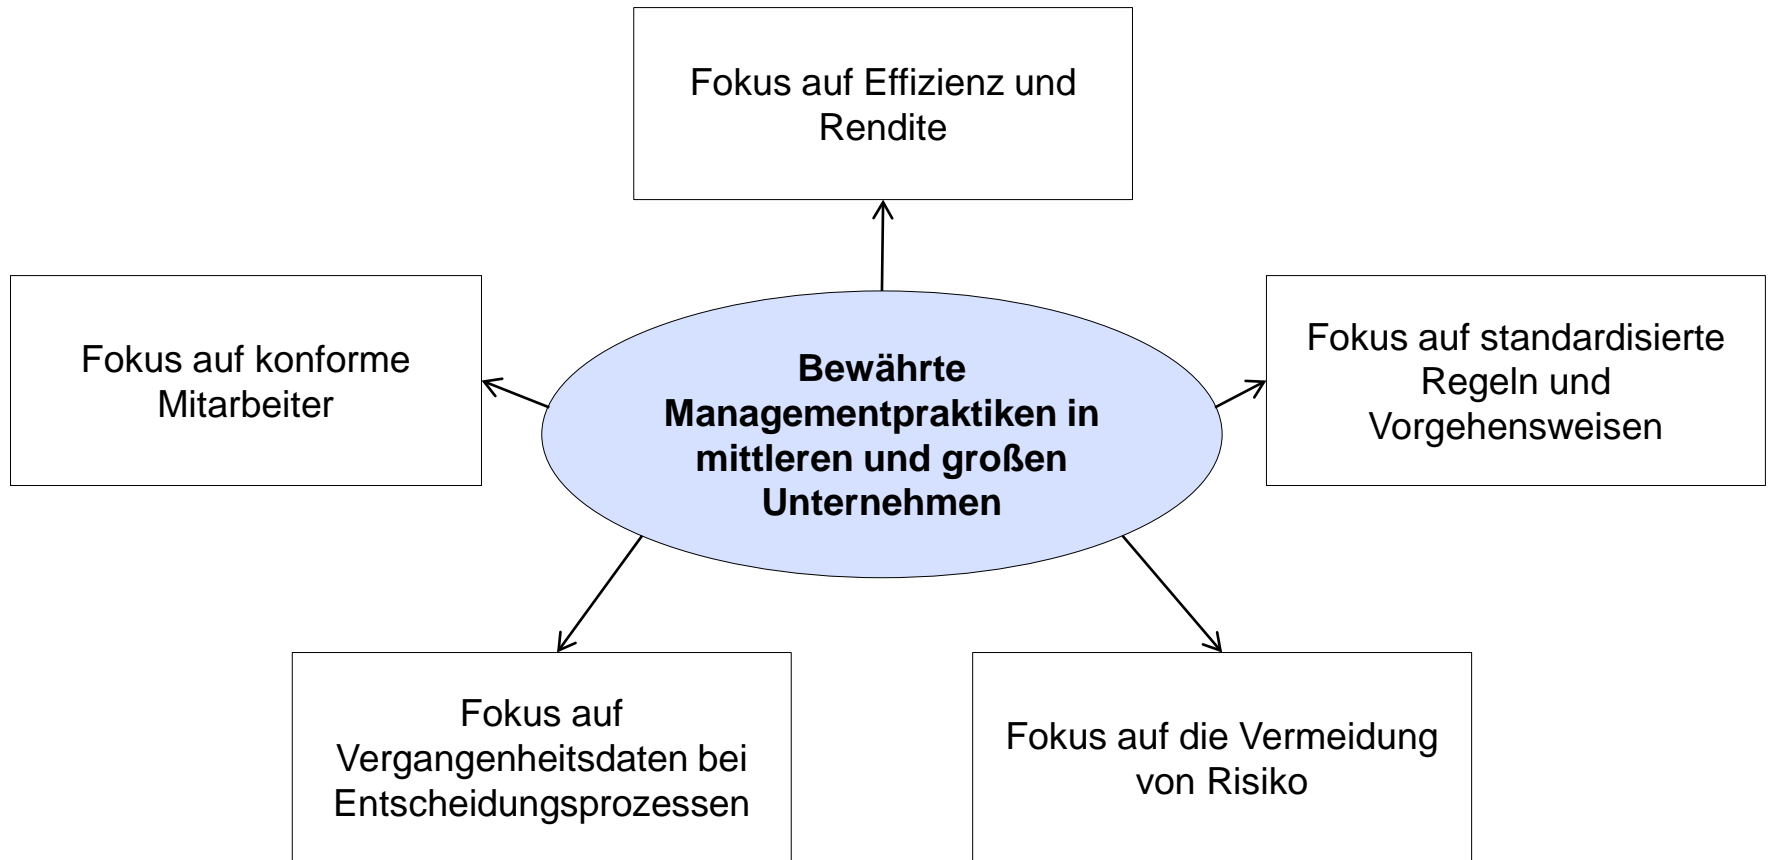 Fokus auf Effizienz und
Rendite
Fokus auf konforme
Mitarbeiter
Bewährte
Managementpraktiken in
mittleren und großen
Unternehmen
Fokus auf standardisierte
Regeln und
Vorgehensweisen
Fokus auf
Vergangenheitsdaten bei
Entscheidungsprozessen
Fokus auf die Vermeidung
von Risiko